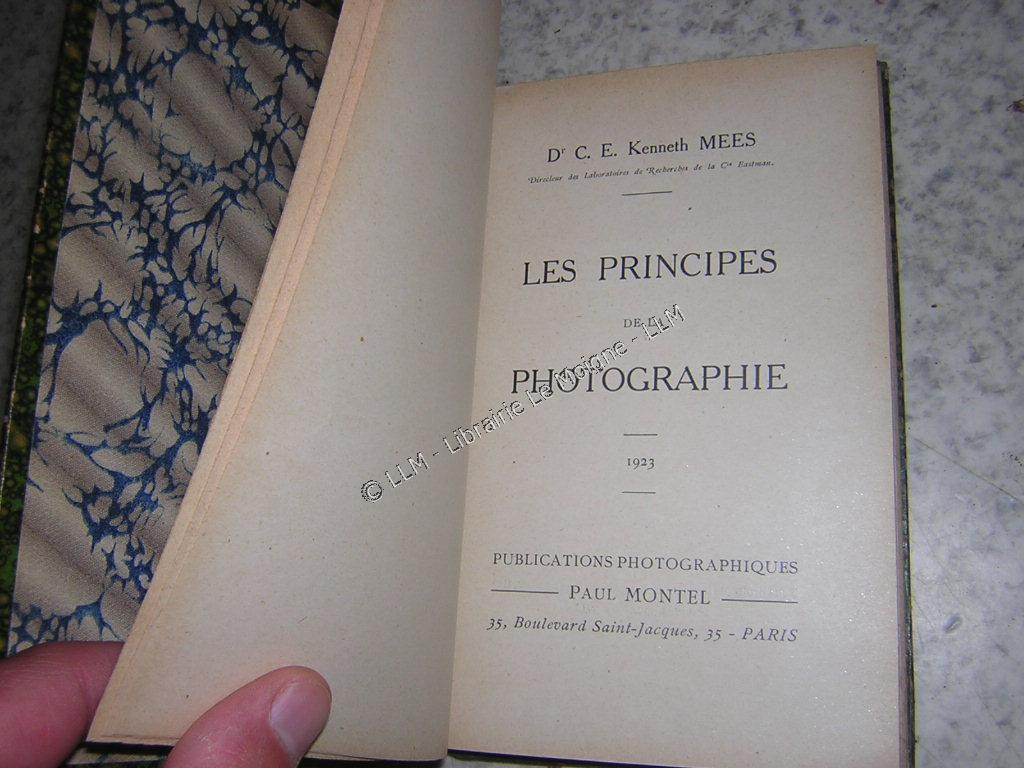 Dʳ C. E. Kenneth MEES
Directeur des Laboratoires de Recherches de la Cⁱᵉ Eastman.
LES PRINCIPES
DE LA
PHOTOGRAPHIE
1923
PUBLICATIONS PHOTOGRAPHIQUES
PAUL MONTEL
35, Boulevard Saint-Jacques, 35 - PARIS
© LLM - Librairie Le Moigne - LLM